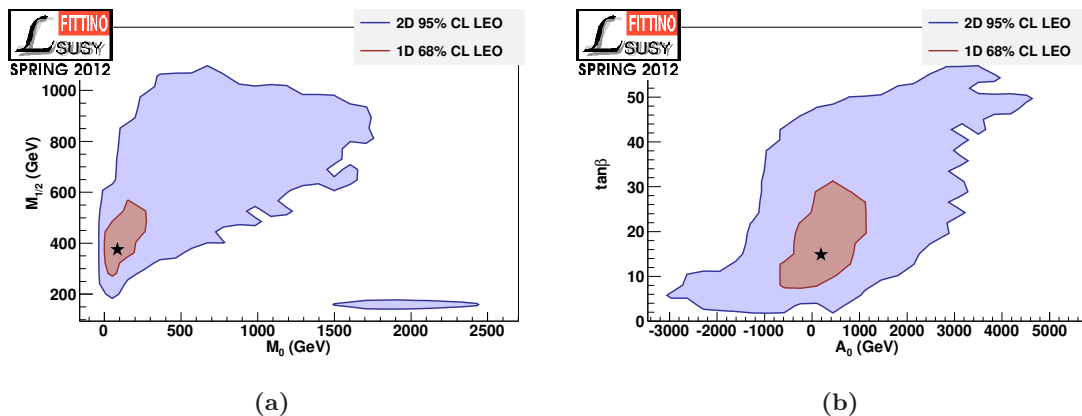 L FITTINO
SUSY
SPRING 2012
2D 95% CL LEO
1D 68% CL LEO
M1/2 (GeV)
1000
800
600
400
200
0 500 1000 1500 2000 2500
M0 (GeV)
(a)
L FITTINO
SUSY
SPRING 2012
2D 95% CL LEO
1D 68% CL LEO
tanβ
50
40
30
20
10
0
-3000 -2000 -1000 0 1000 2000 3000 4000 5000
A0 (GeV)
(b)